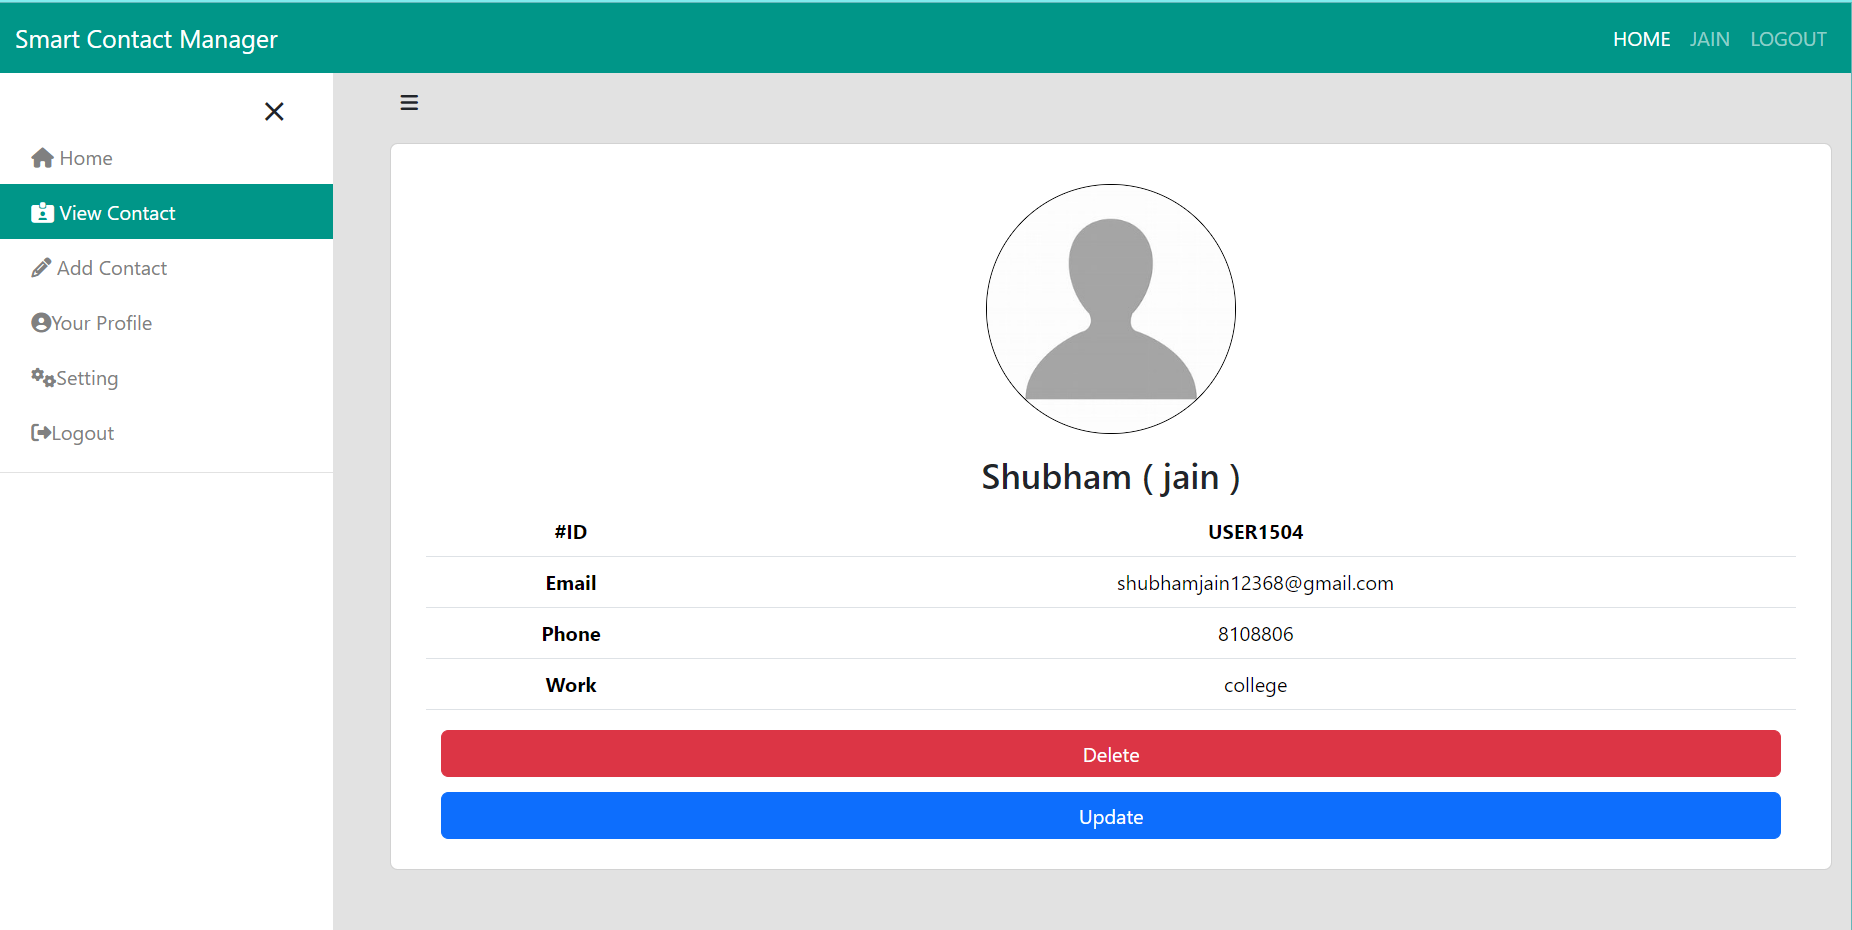 Smart Contact Manager
HOME JAIN LOGOUT
Home
View Contact
Add Contact
Your Profile
Setting
Logout
Shubham ( jain )
#ID USER1504
Email shubhamjain12368@gmail.com
Phone 8108806
Work college
Delete
Update